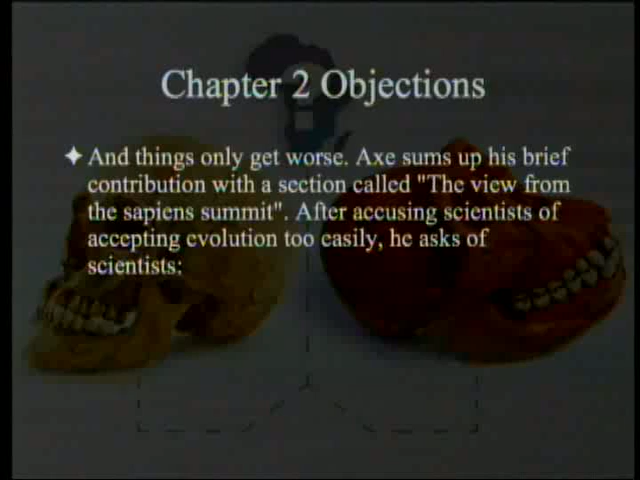 Chapter 2 Objections
✦ And things only get worse. Axe sums up his brief
contribution with a section called "The view from
the sapiens summit". After accusing scientists of
accepting evolution too easily, he asks of
scientists: